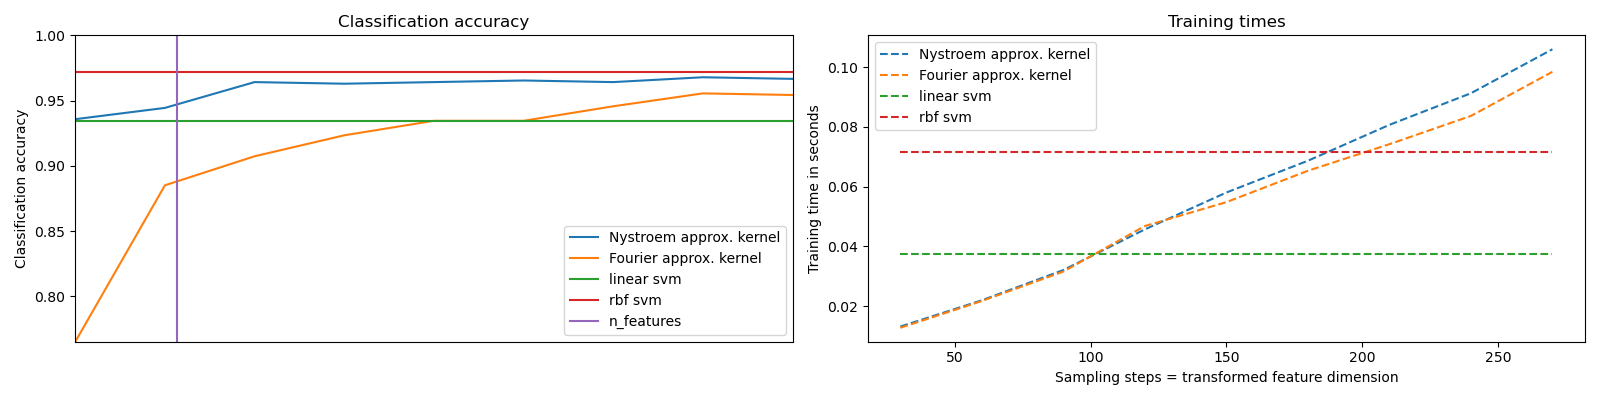 Classification accuracy
Classification accuracy
1.00
0.95
0.90
0.85
0.80
Nystroem approx. kernel
Fourier approx. kernel
linear svm
rbf svm
n_features
Training times
Training time in seconds
0.10
0.08
0.06
0.04
0.02
Nystroem approx. kernel
Fourier approx. kernel
linear svm
rbf svm
50
100
150
200
250
Sampling steps = transformed feature dimension